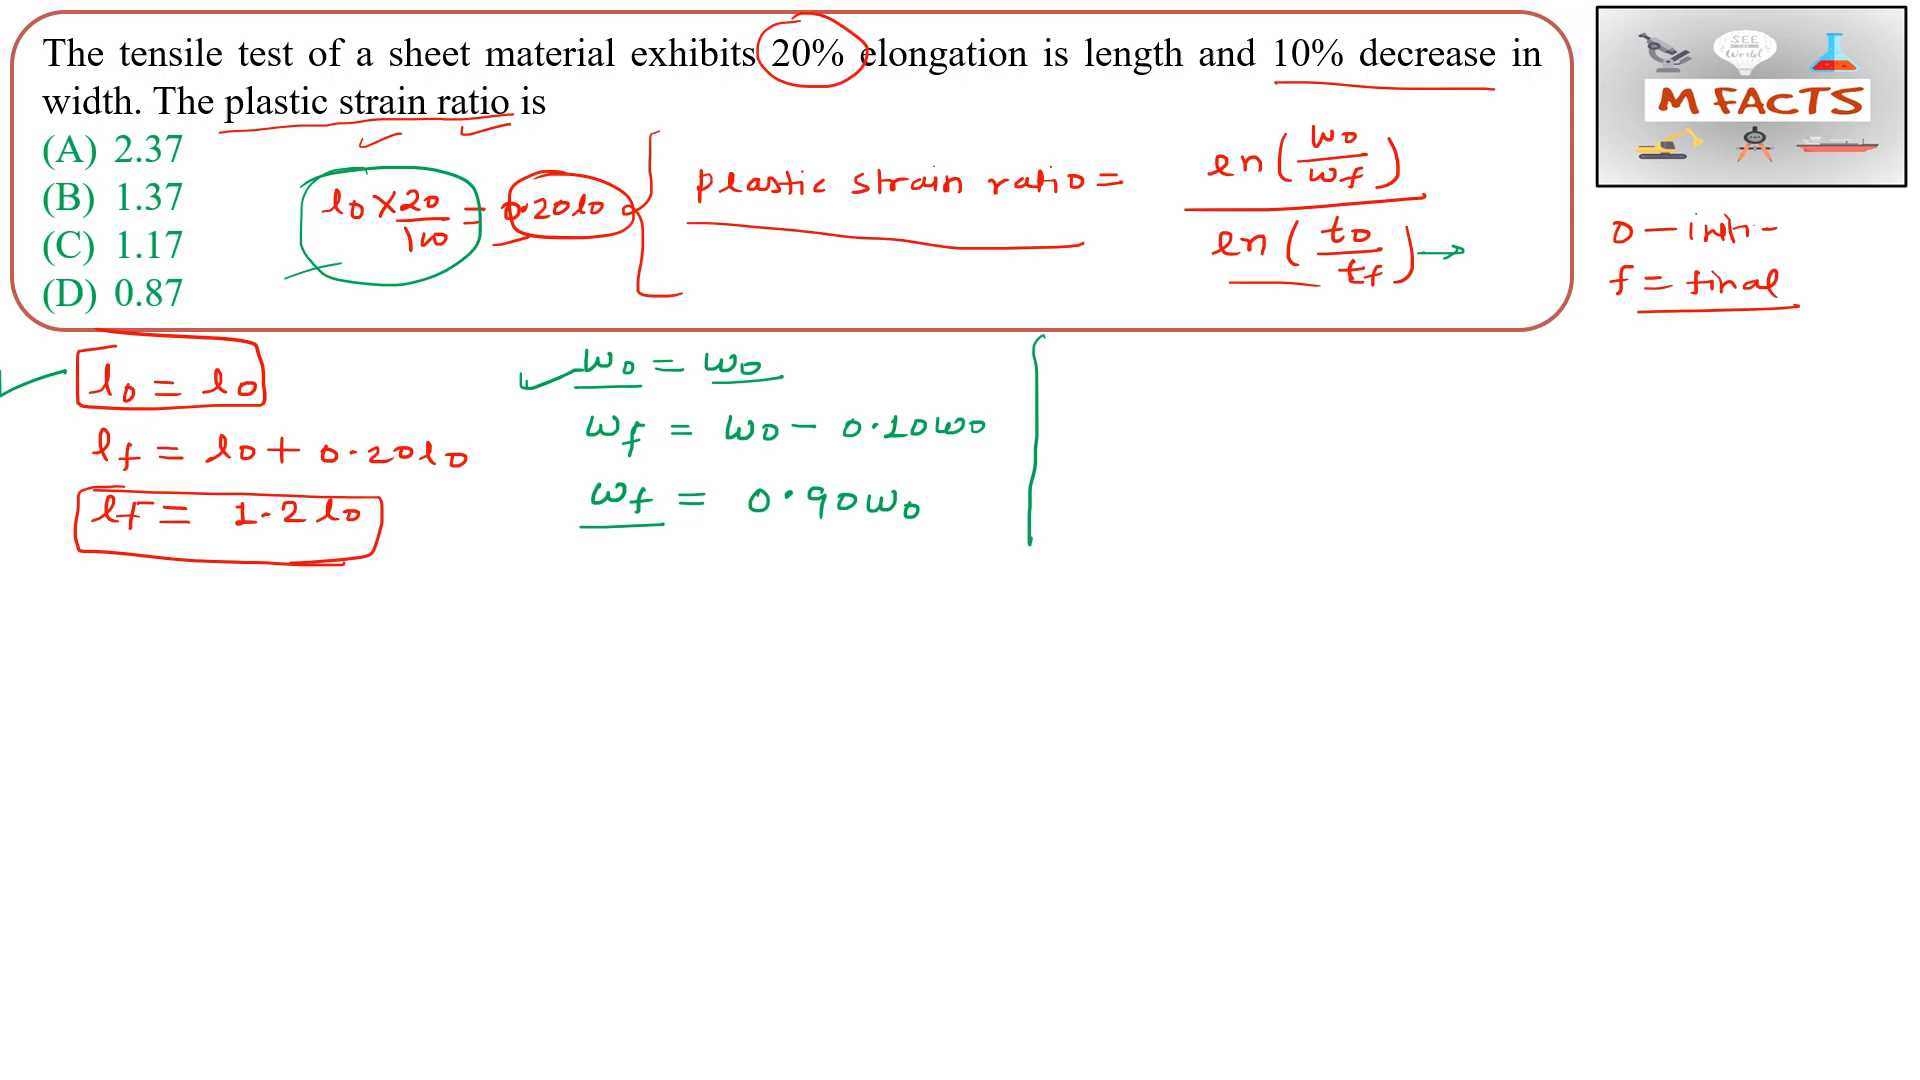 The tensile test of a sheet material exhibits 20% elongation is length and 10% decrease in
width. The plastic strain ratio is
(A) 2.37
(B) 1.37
(C) 1.17
(D) 0.87
l0 × 20/100 = 0.20l0
plastic strain ratio = ln(w0/wf) / ln(t0/tf) →
SEE
World
M FACTS
0 –
f = final
l0 = l0
lf = l0 + 0.20l0
lf = 1.2 l0
w0 = w0
wf = w0 – 0.10w0
wf = 0.90w0